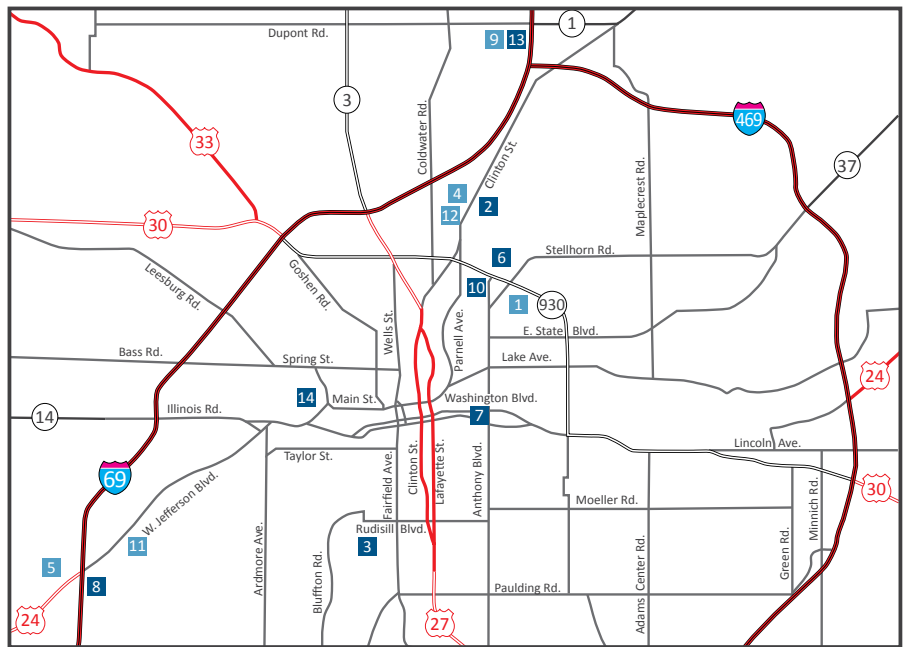 Dupont Rd.
1
9
13
3
469
33
Coldwater Rd.
Clinton St.
37
Maplecrest Rd.
4
12
2
30
Stellhorn Rd.
6
Goshen Rd.
Leesburg Rd.
10
1
930
E. State Blvd.
Wells St.
Parnell Ave.
Bass Rd.
Spring St.
Lake Ave.
24
14
Main St.
Washington Blvd.
14
Illinois Rd.
7
Lincoln Ave.
Taylor St.
Fairfield Ave.
Clinton St.
Lafayette St.
Anthony Blvd.
69
W. Jefferson Blvd.
30
Moeller Rd.
Minnich Rd.
Rudisill Blvd.
11
3
Ardmore Ave.
Bluffton Rd.
Green Rd.
5
8
Paulding Rd.
Adams Center Rd.
24
27